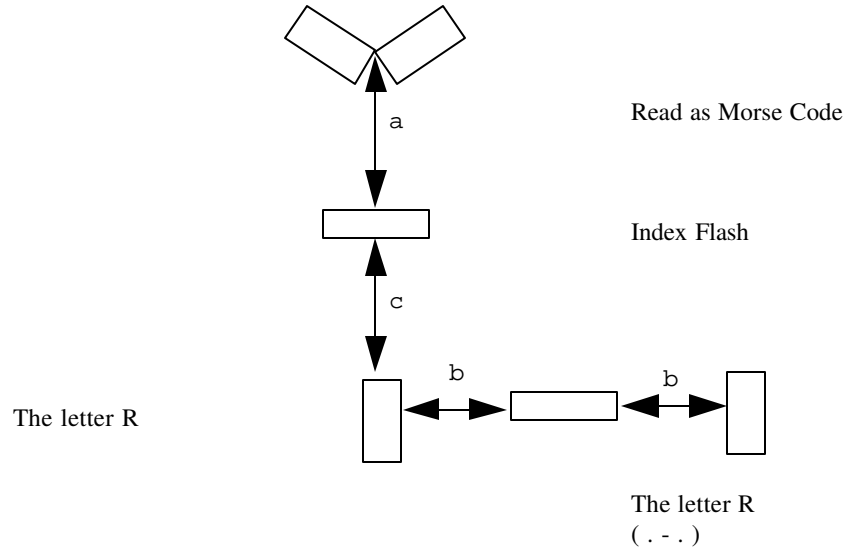 a
Read as Morse Code
Index Flash
c
b
b
The letter R
The letter R
( . - . )